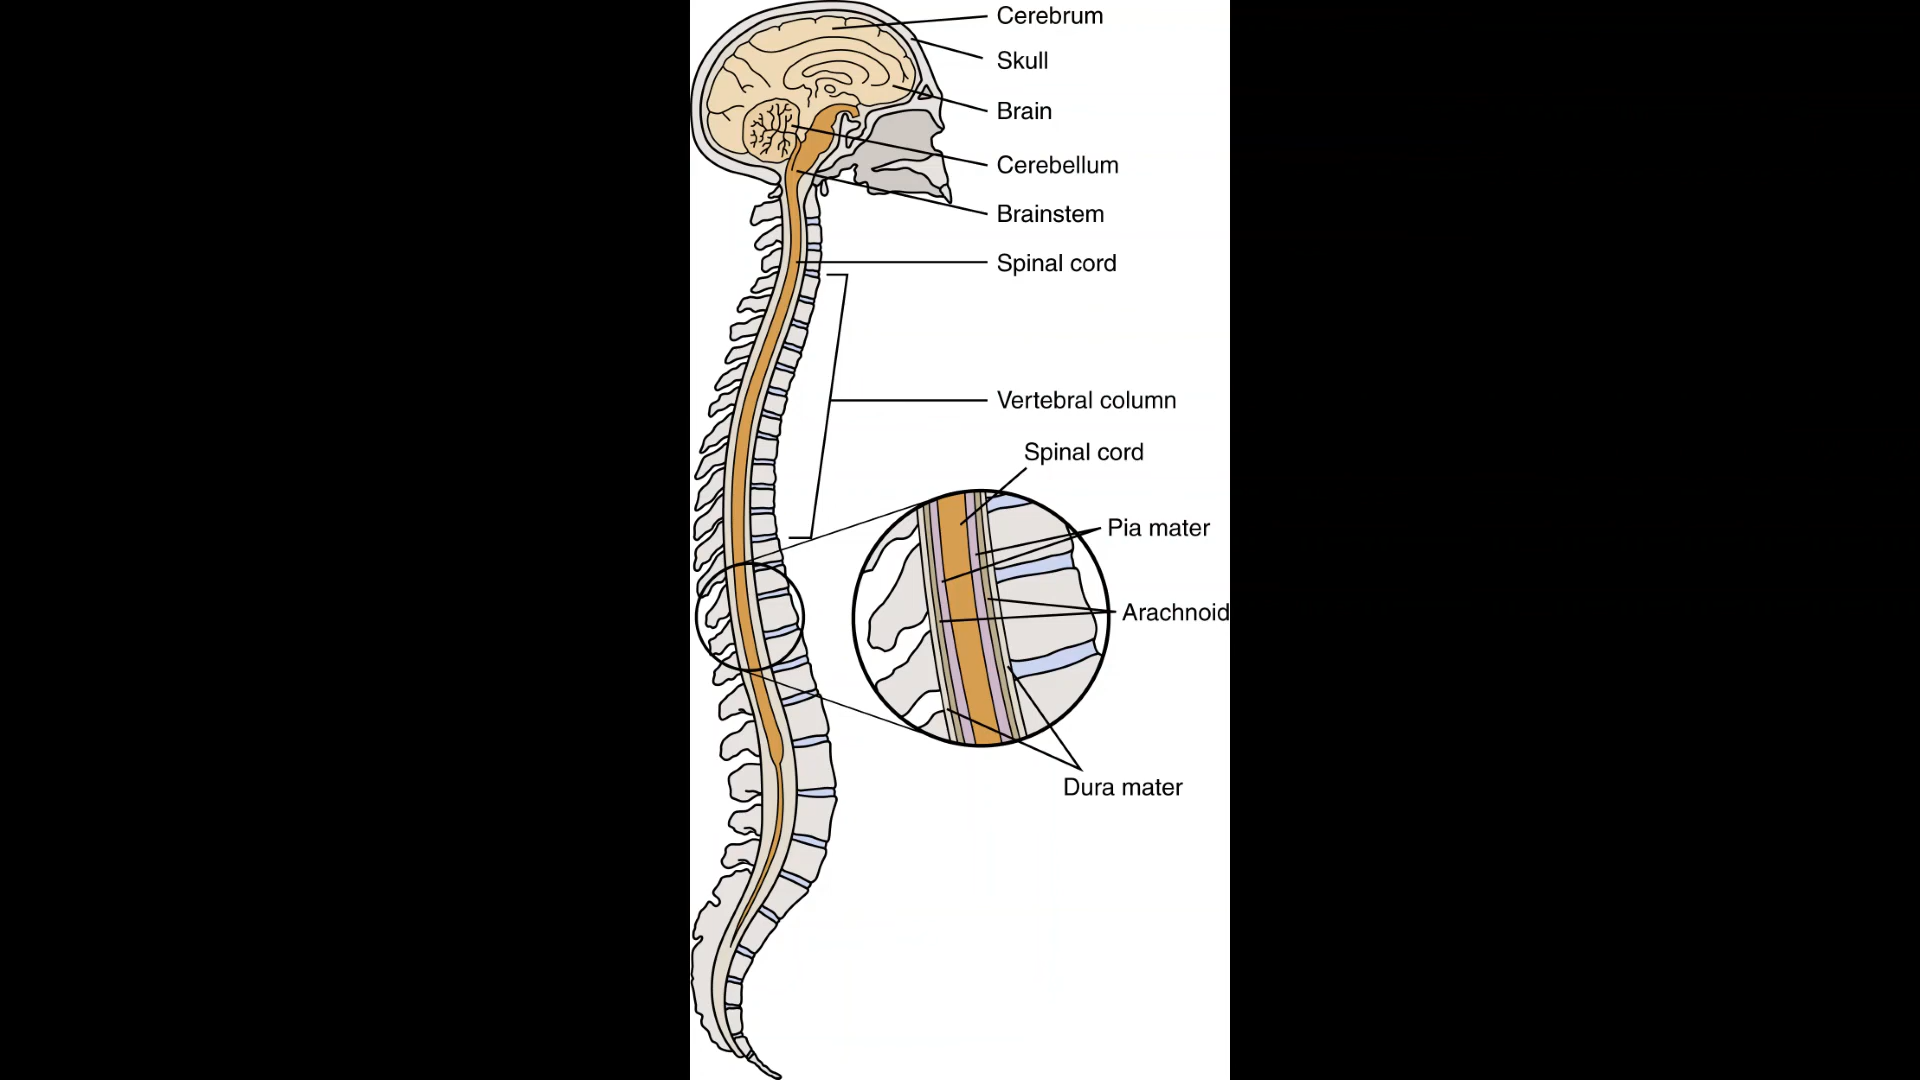 Cerebrum
Skull
Brain
Cerebellum
Brainstem
Spinal cord
Vertebral column
Spinal cord
Pia mater
Arachnoid
Dura mater